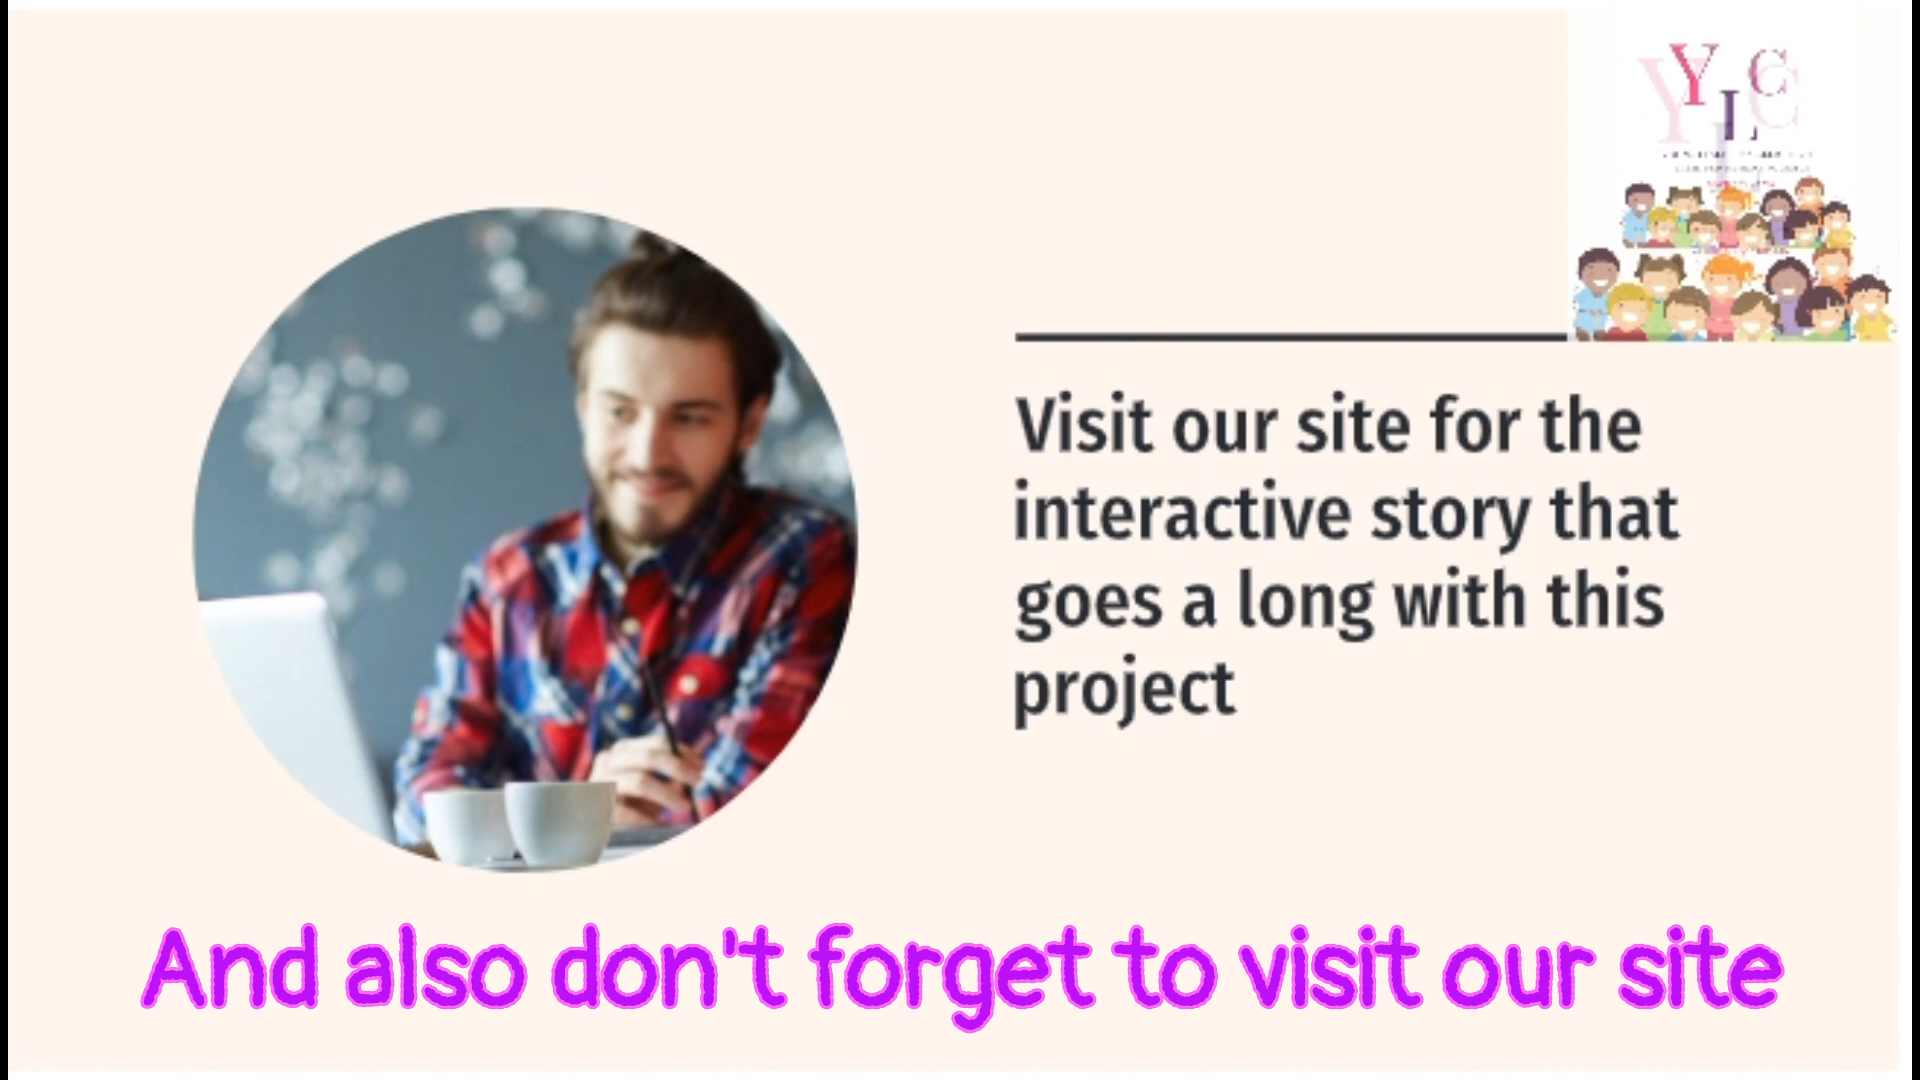 Y L C
Visit our site for the
interactive story that
goes a long with this
project
And also don't forget to visit our site